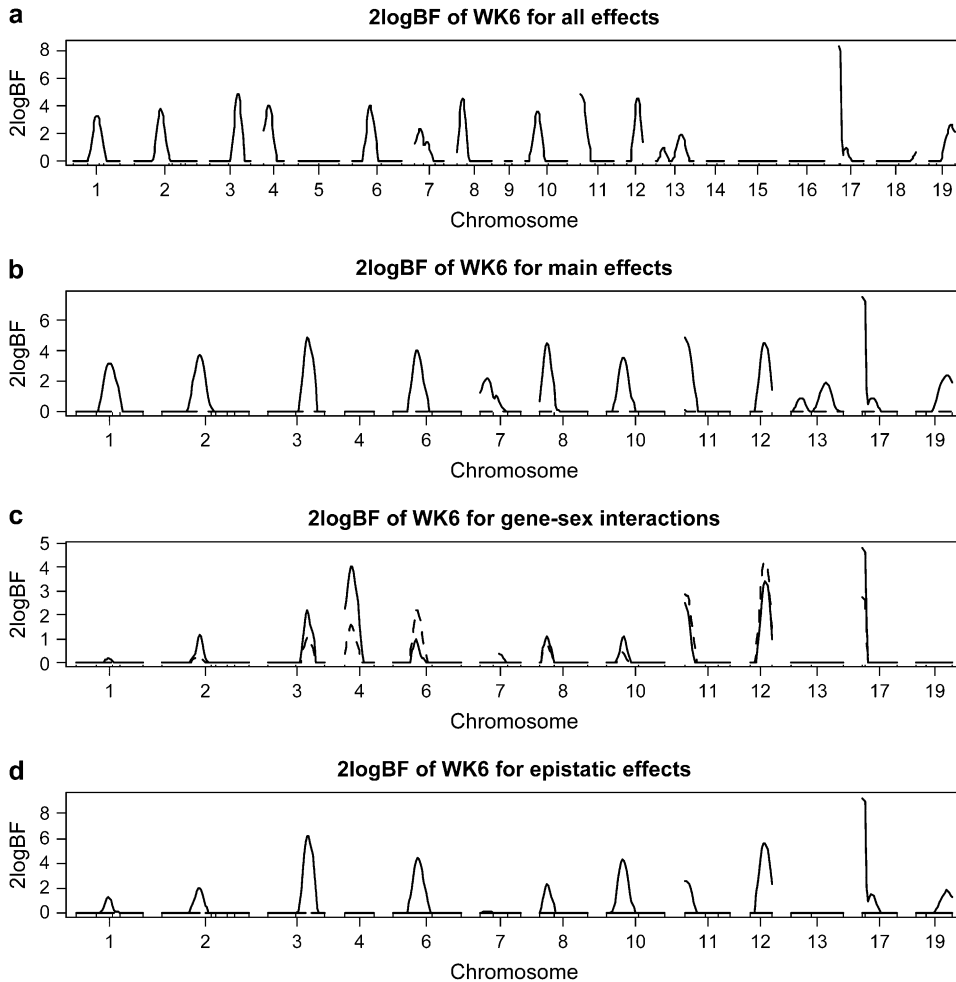 a
2logBF of WK6 for all effects
2logBF
8
6
4
2
0
1 2 3 4 5 6 7 8 9 10 11 12 13 14 15 16 17 18 19
Chromosome
b
2logBF of WK6 for main effects
2logBF
6
4
2
0
1 2 3 4 6 7 8 10 11 12 13 17 19
Chromosome
c
2logBF of WK6 for gene-sex interactions
2logBF
5
4
3
2
1
0
1 2 3 4 6 7 8 10 11 12 13 17 19
Chromosome
d
2logBF of WK6 for epistatic effects
2logBF
8
6
4
2
0
1 2 3 4 6 7 8 10 11 12 13 17 19
Chromosome